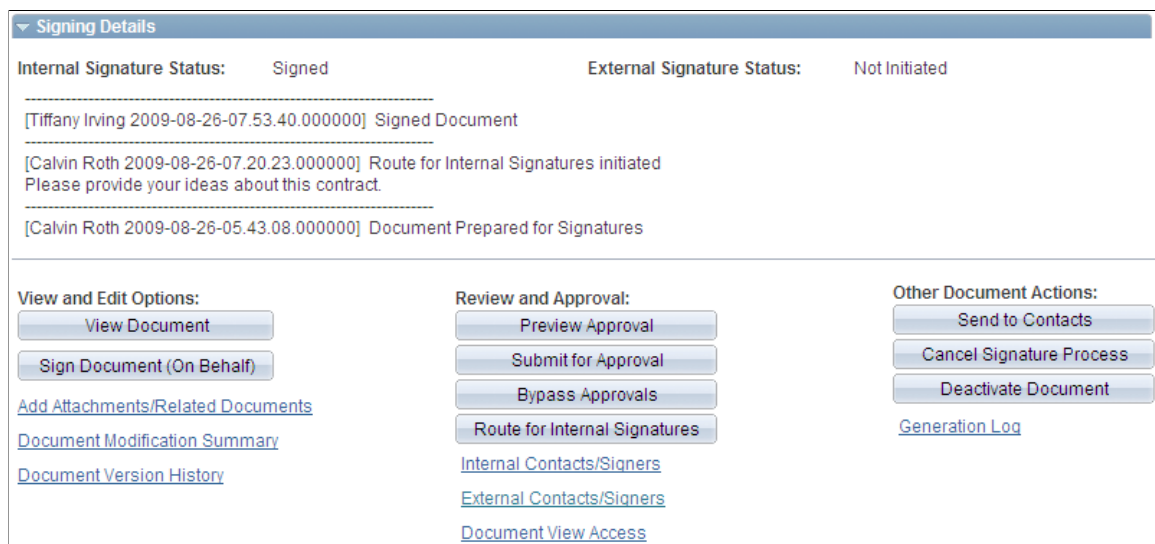 Signing Details
Internal Signature Status: Signed External Signature Status: Not Initiated
----------------------------------------------------------------------
[Tiffany Irving 2009-08-26-07.53.40.000000] Signed Document
----------------------------------------------------------------------
[Calvin Roth 2009-08-26-07.20.23.000000] Route for Internal Signatures initiated
Please provide your ideas about this contract.
----------------------------------------------------------------------
[Calvin Roth 2009-08-26-05.43.08.000000] Document Prepared for Signatures
View and Edit Options:
View Document
Sign Document (On Behalf)
Add Attachments/Related Documents
Document Modification Summary
Document Version History
Review and Approval:
Preview Approval
Submit for Approval
Bypass Approvals
Route for Internal Signatures
Internal Contacts/Signers
External Contacts/Signers
Document View Access
Other Document Actions:
Send to Contacts
Cancel Signature Process
Deactivate Document
Generation Log